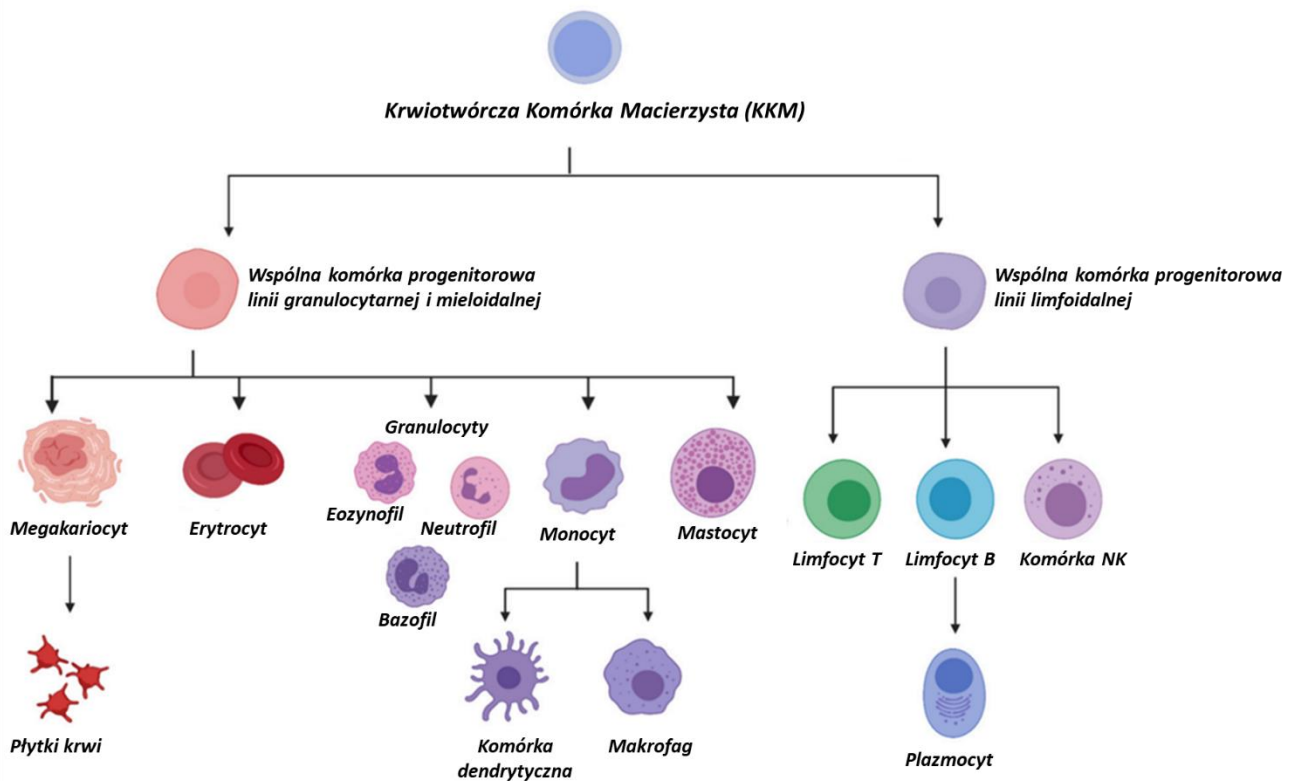 Krwiotwórcza Komórka Macierzysta (KKM)
Wspólna komórka progenitorowa
linii granulocytarnej i mieloidalnej
Wspólna komórka progenitorowa
linii limfoidalnej
Granulocyty
Eozynofil
Neutrofil
Megakariocyt
Erytrocyt
Monocyt
Mastocyt
Limfocyt T
Limfocyt B
Komórka NK
Bazofil
Płytki krwi
Komórka
dendrytyczna
Makrofag
Plazmocyt